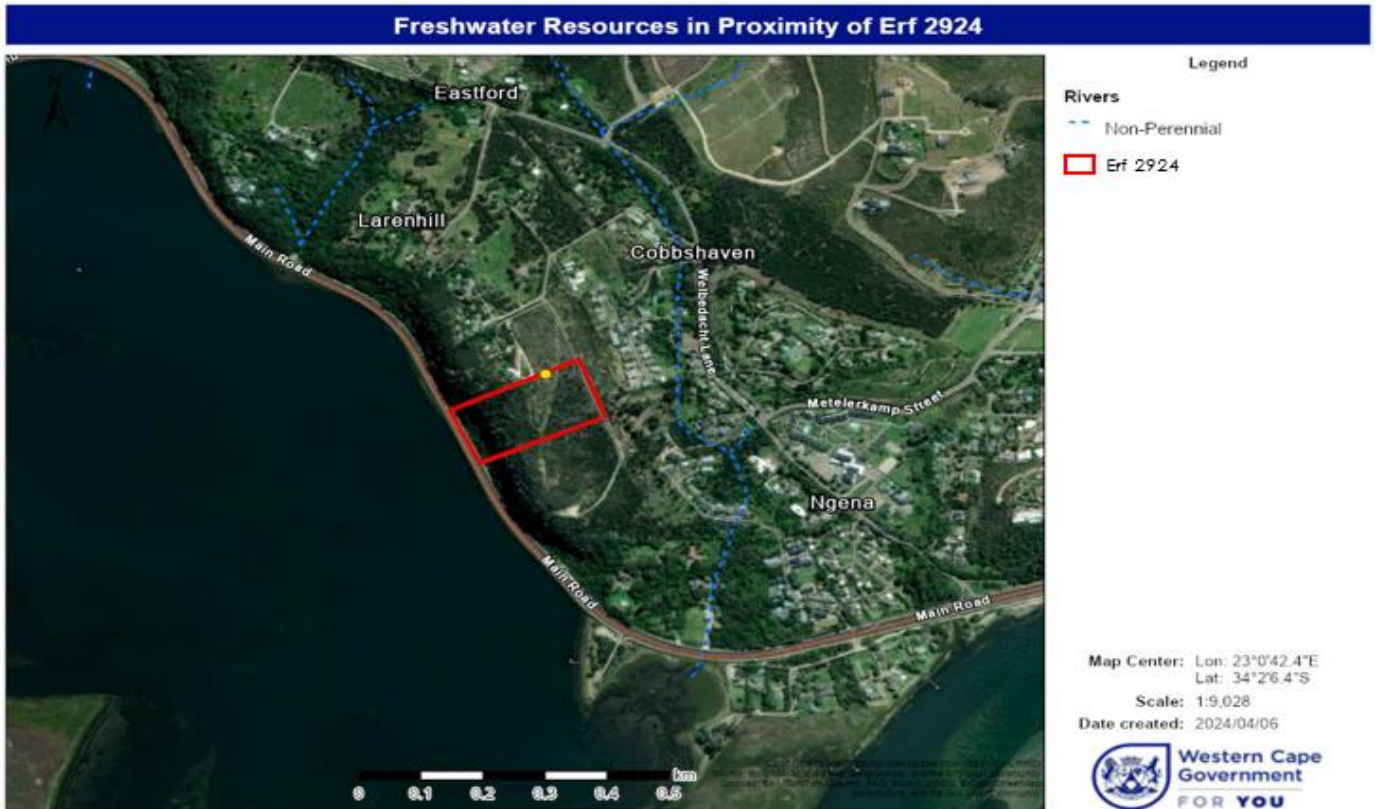 Freshwater Resources in Proximity of Erf 2924
N
Eastford
Larenhill
Main Road
Cobbshaven
Welbedacht Lane
Metelerkamp Street
Ngena
Main Road
Main Road
km
0 0.1 0.2 0.3 0.4 0.5
Legend
Rivers
Non-Perennial
Erf 2924
Map Center: Lon: 23°0'42.4"E
Lat: 34°2'6.4"S
Scale: 1:9,028
Date created: 2024/04/06
Western Cape
Government
FOR YOU